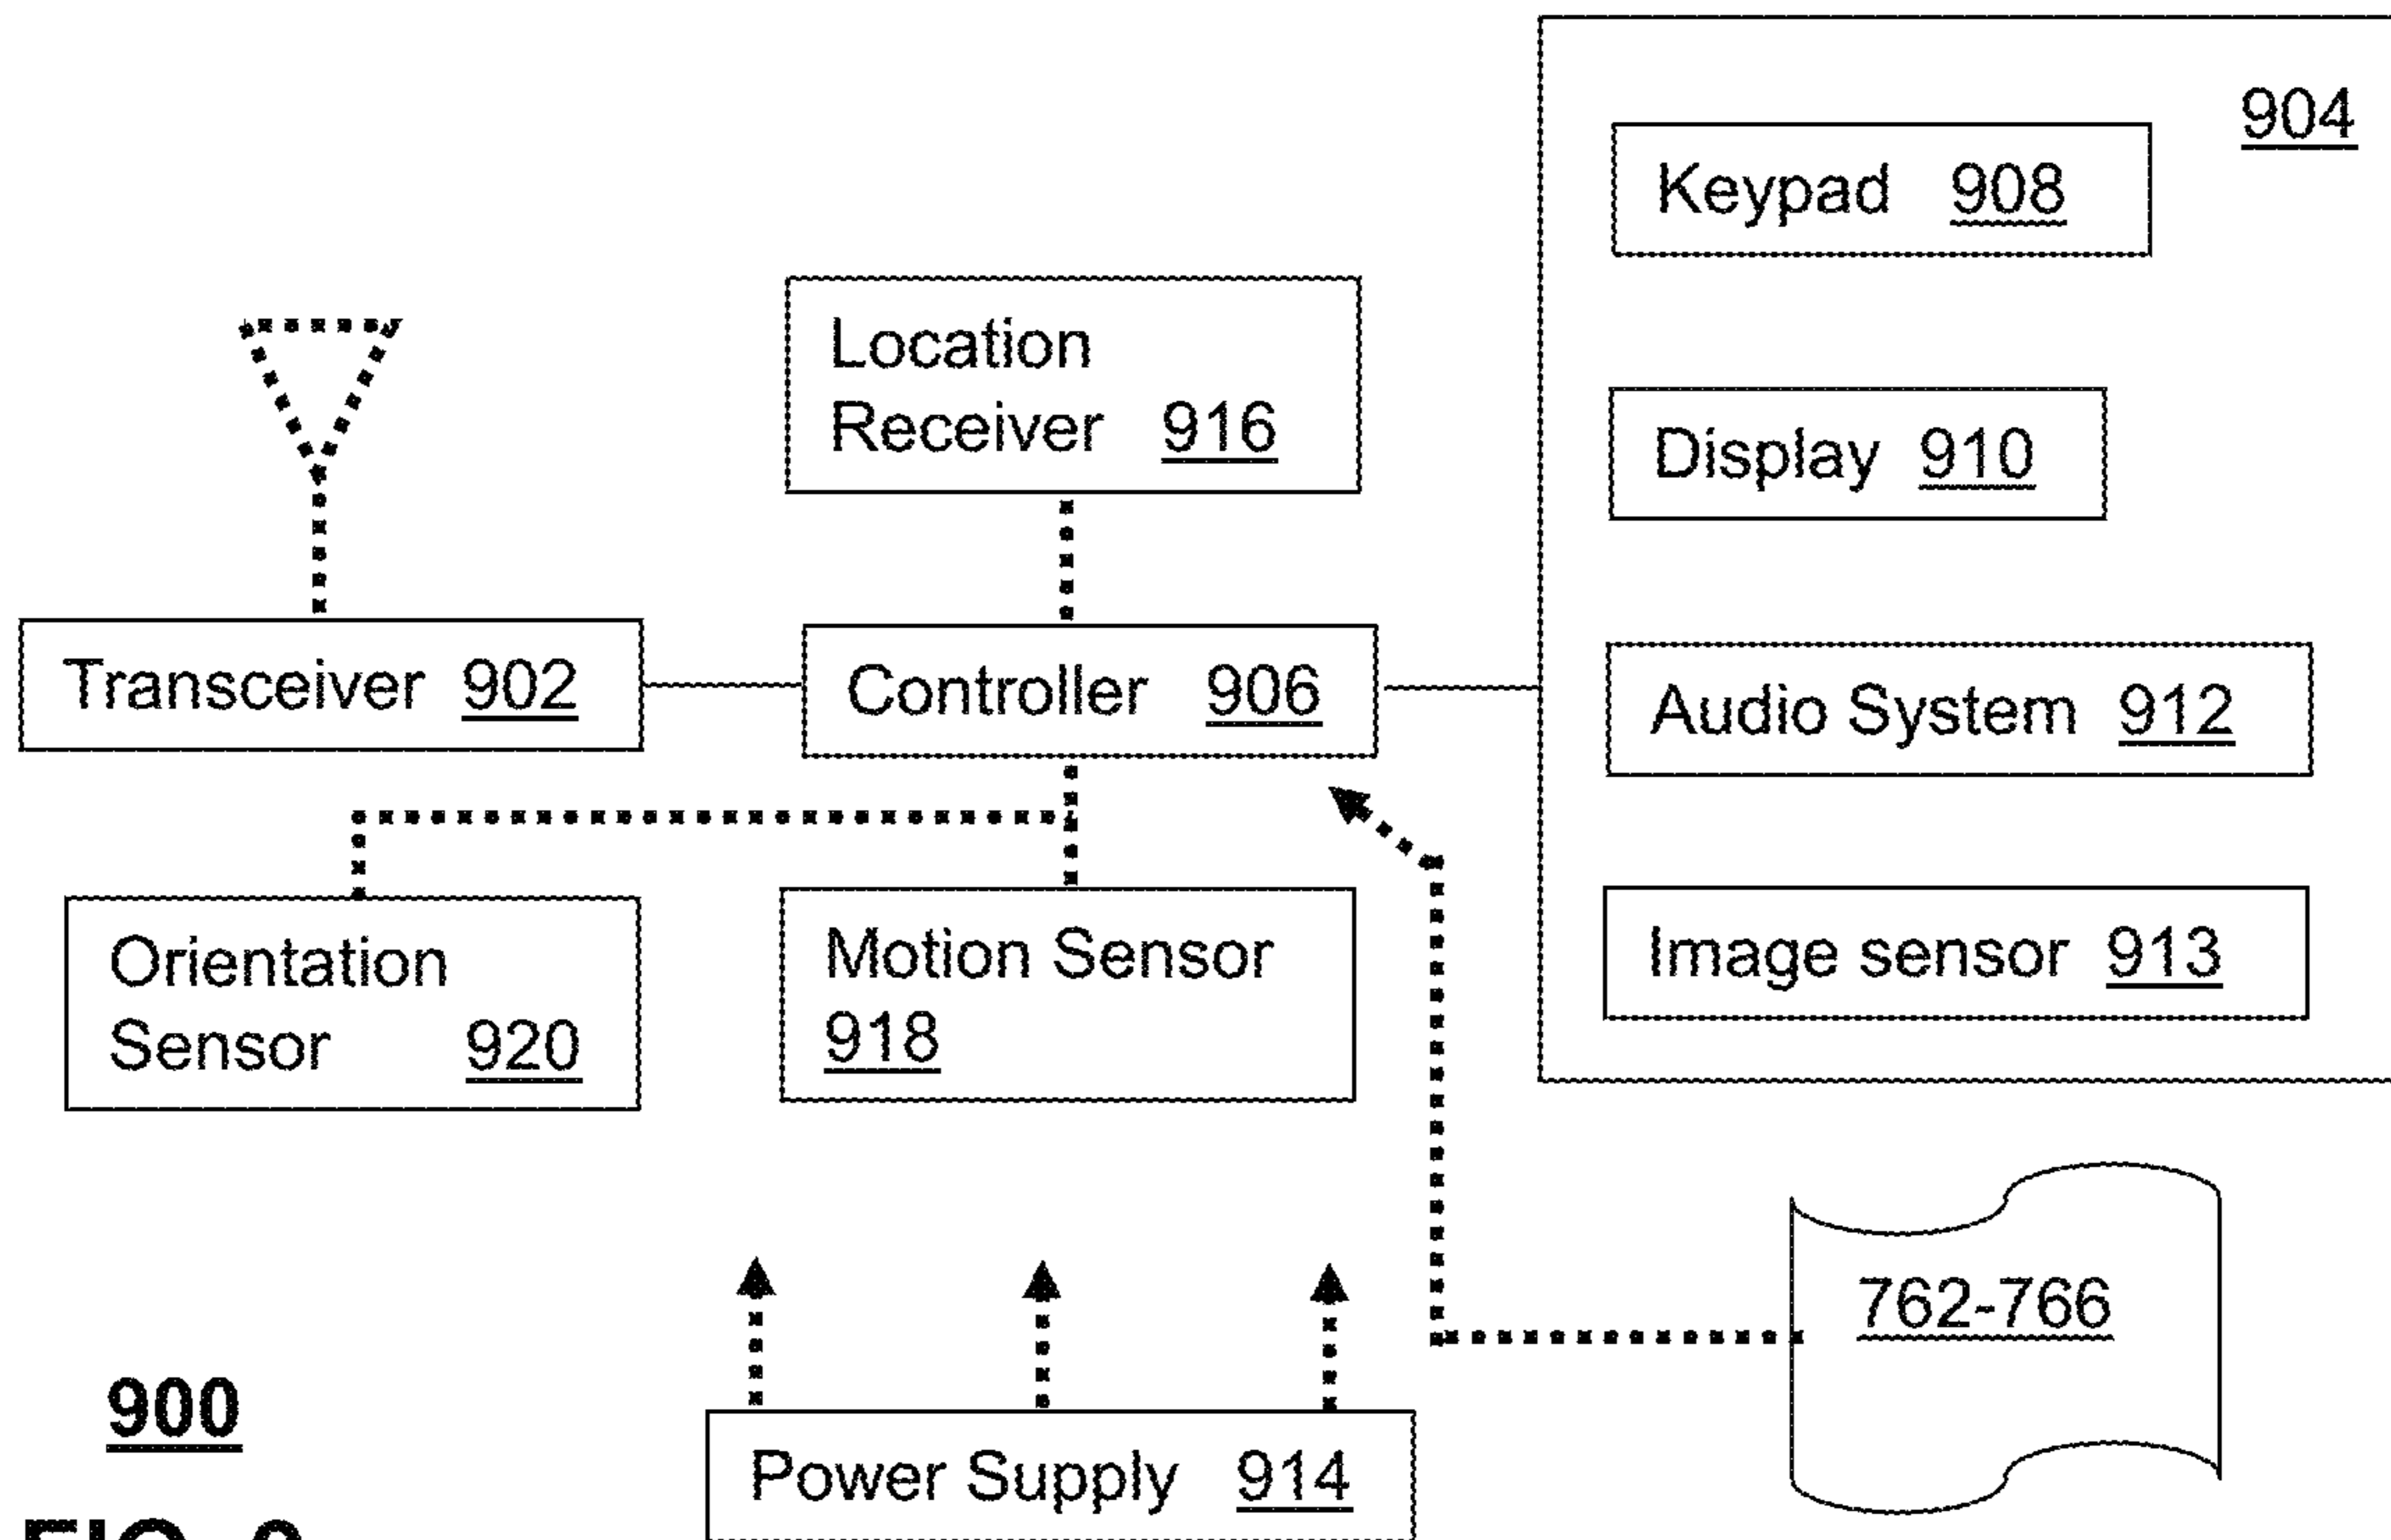 904
Keypad 908
Location
Receiver 916
Display 910
Transceiver 902
Controller 906
Audio System 912
Orientation
Sensor 920
Motion Sensor
918
Image sensor 913
762-766
900
Power Supply 914